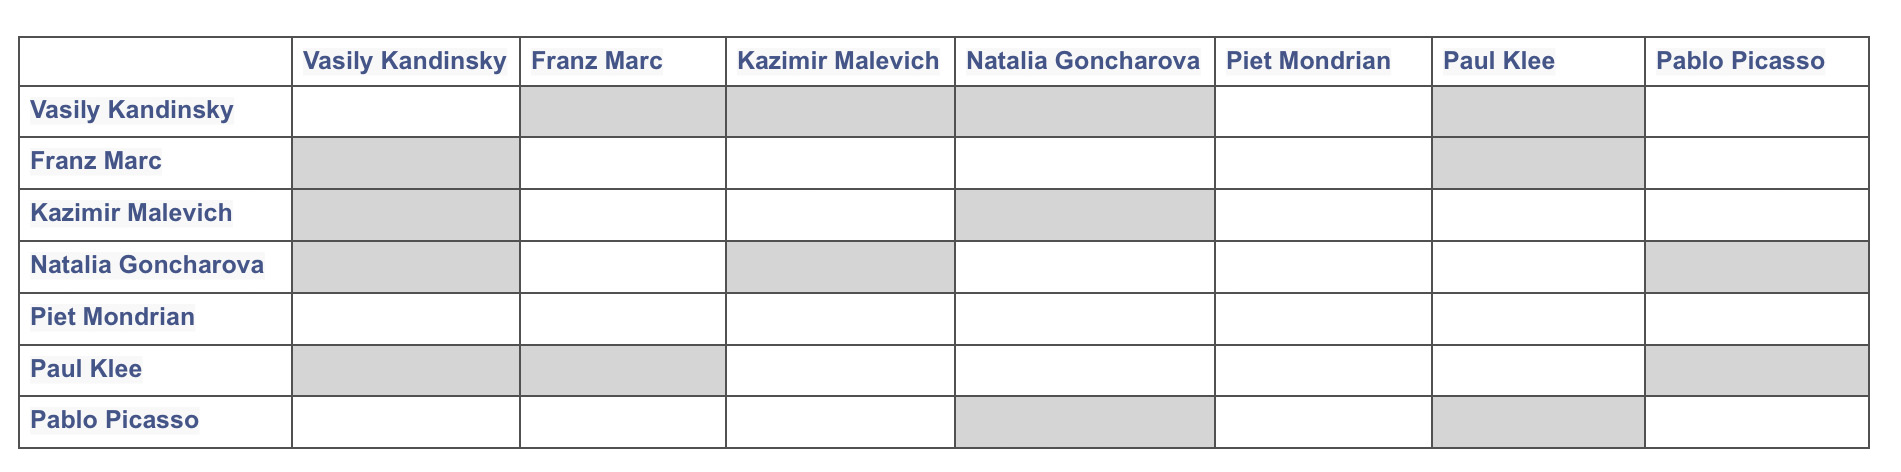 Vasily Kandinsky Franz Marc Kazimir Malevich Natalia Goncharova Piet Mondrian Paul Klee Pablo Picasso
Vasily Kandinsky
Franz Marc
Kazimir Malevich
Natalia Goncharova
Piet Mondrian
Paul Klee
Pablo Picasso